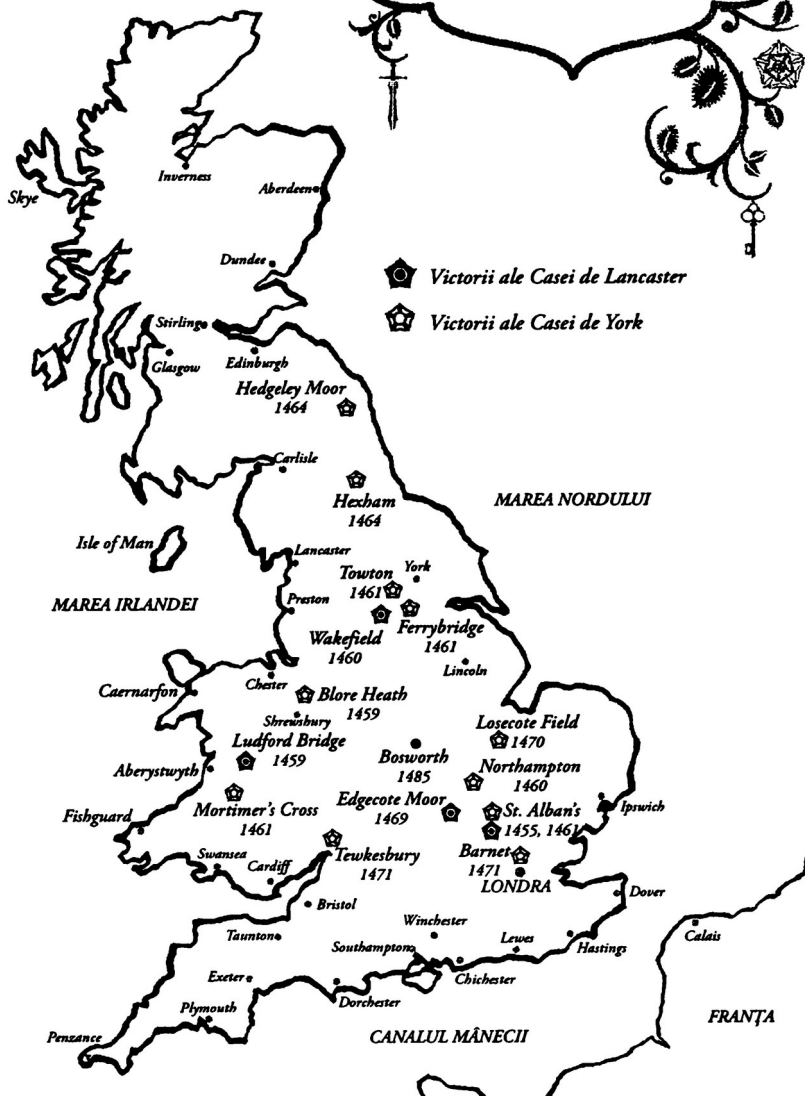 Inverness
Skye
Aberdeen
Dundee
Victorii ale Casei de Lancaster
Victorii ale Casei de York
Stirling
Glasgow
Edinburgh
Hedgeley Moor
1464
Carlisle
Hexham
1464
MAREA NORDULUI
Isle of Man
Lancaster
Towton
1461
York
MAREA IRLANDEI
Preston
Wakefield
1460
Ferrybridge
1461
Lincoln
Caernarfon
Chester
Blore Heath
1459
Shrewsbury
Ludford Bridge
1459
Losecote Field
1470
Bosworth
1485
Aberystwyth
Northampton
1460
Mortimer's Cross
1461
Edgecote Moor
1469
St. Alban's
1455, 1461
Ipswich
Fishguard
Swansea
Cardiff
Tewkesbury
1471
Barnet
1471
LONDRA
Dover
Bristol
Taunton
Winchester
Southampton
Lewes
Hastings
Calais
Chichester
Exeter
Dorchester
Plymouth
Penzance
CANALUL MÂNECII
FRANŢA